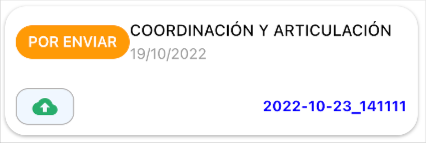 POR ENVIAR
COORDINACIÓN Y ARTICULACIÓN
19/10/2022
2022-10-23_141111